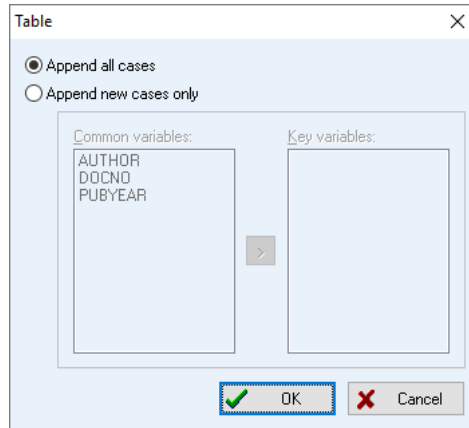 Table
Append all cases
Append new cases only
Common variables:
Key variables:
AUTHOR
DOCNO
PUBYEAR
>
OK
Cancel